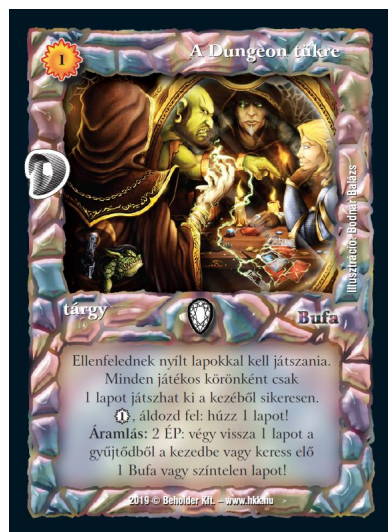 1
A Dungeon tükre
Illusztráció: Bodnár Balázs
tárgy
Bufa
Ellenfelednek nyílt lapokkal kell játszania.
Minden játékos körönként csak
1 lapot játszhat ki a kezéből sikeresen.
1, áldozd fel: húzz 1 lapot!
Áramlás: 2 ÉP: végy vissza 1 lapot a
gyűjtődből a kezedbe vagy keress elő
1 Bufa vagy színtelen lapot!
2019 © Beholder Kft. – www.hkk.hu